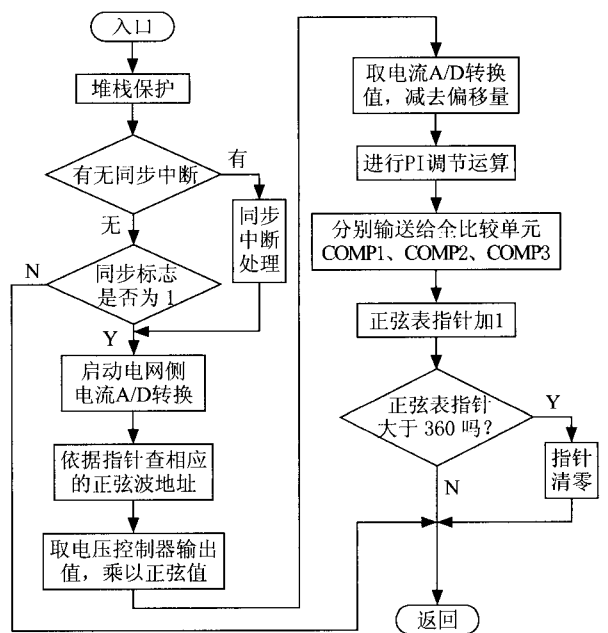 入口
堆栈保护
有无同步中断
有
无
同步
中断
处理
N
同步标志
是否为 1
Y
启动电网侧
电流A/D转换
依据指针查相应
的正弦波地址
取电压控制器输出
值，乘以正弦值
取电流A/D转换
值，减去偏移量
进行PI调节运算
分别输送给全比较单元
COMP1、COMP2、COMP3
正弦表指针加1
正弦表指针
大于 360 吗?
Y
指针
清零
N
返回